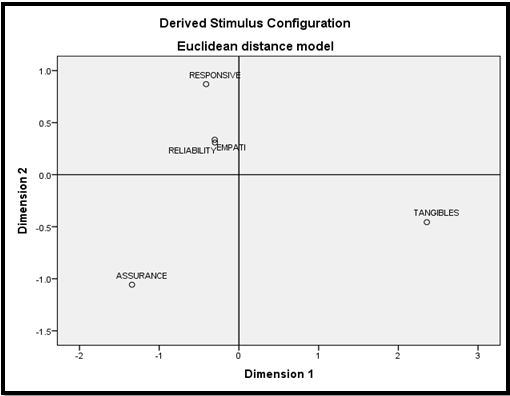 Derived Stimulus Configuration
Euclidean distance model
RESPONSIVE
RELIABILITY
EMPATI
TANGIBLES
ASSURANCE
Dimension 2
1.0
0.5
0.0
-0.5
-1.0
-1.5
-2 -1 0 1 2 3
Dimension 1